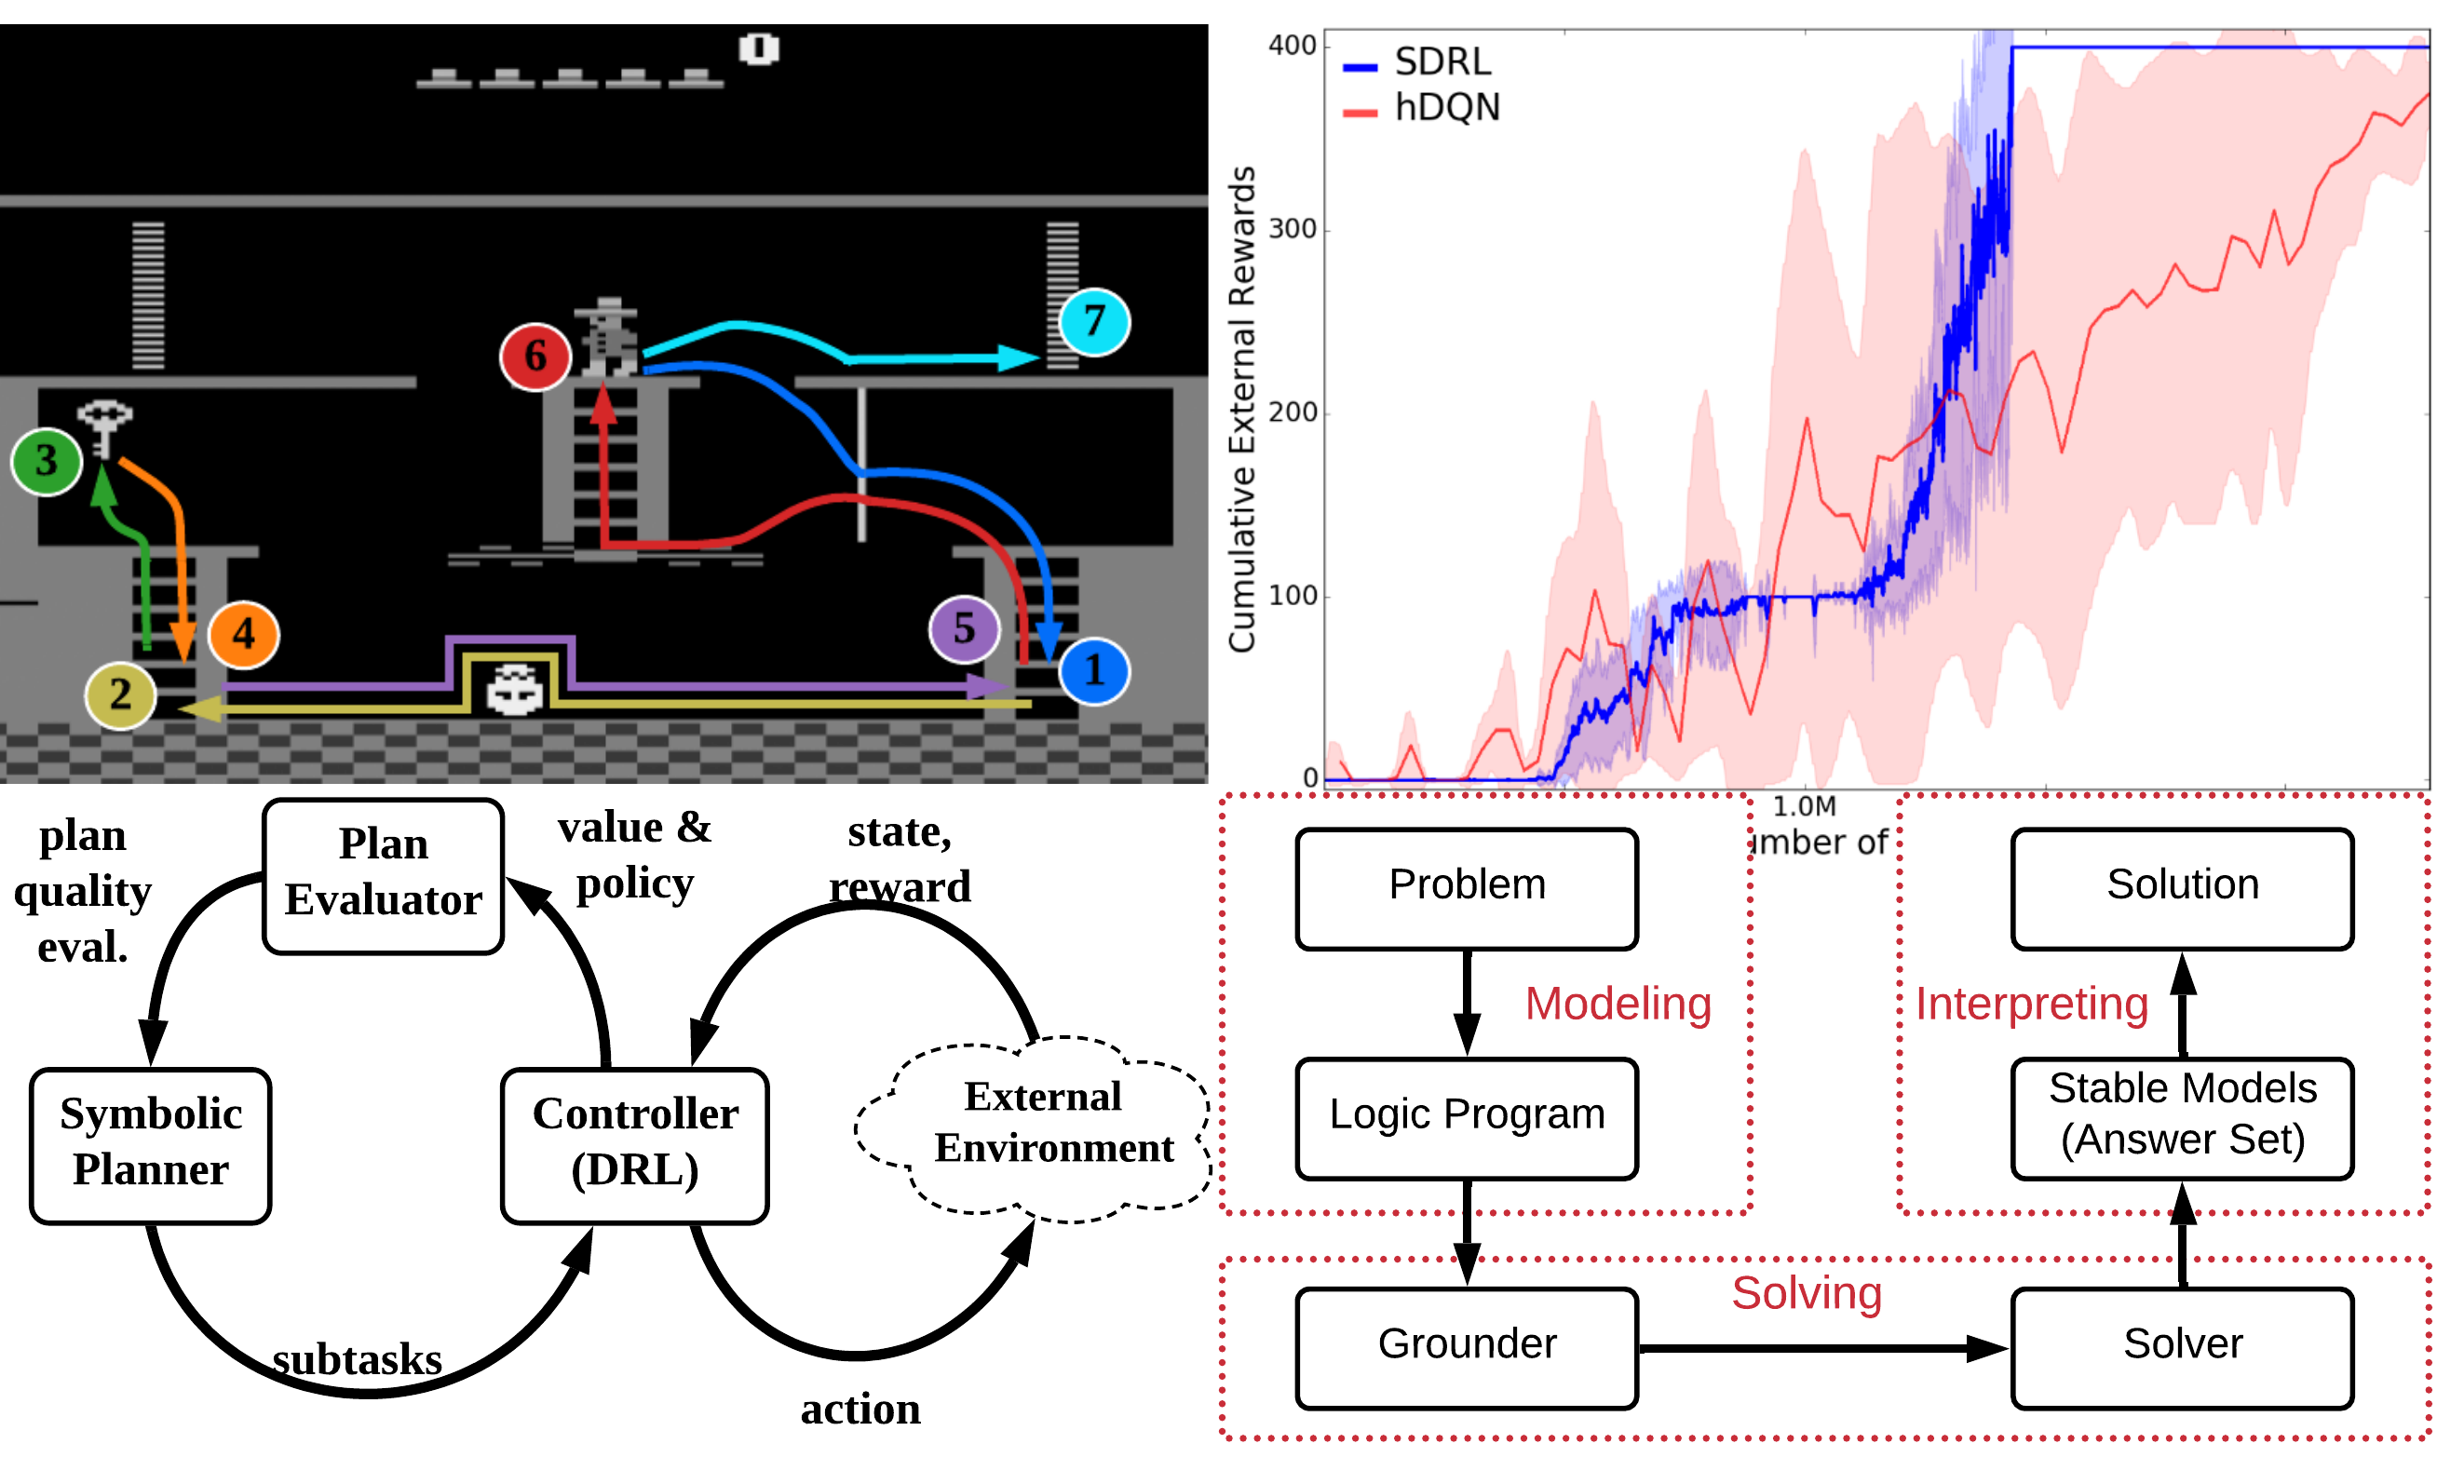 0
7
6
3
4
5
2
1
SDRL
hDQN
400
300
200
100
0
Cumulative External Rewards
1.0M
umber of
plan
quality
eval.
Plan
Evaluator
value &
policy
state,
reward
Symbolic
Planner
Controller
(DRL)
External
Environment
subtasks
action
Problem
Modeling
Logic Program
Grounder
Solving
Solver
Stable Models
(Answer Set)
Interpreting
Solution